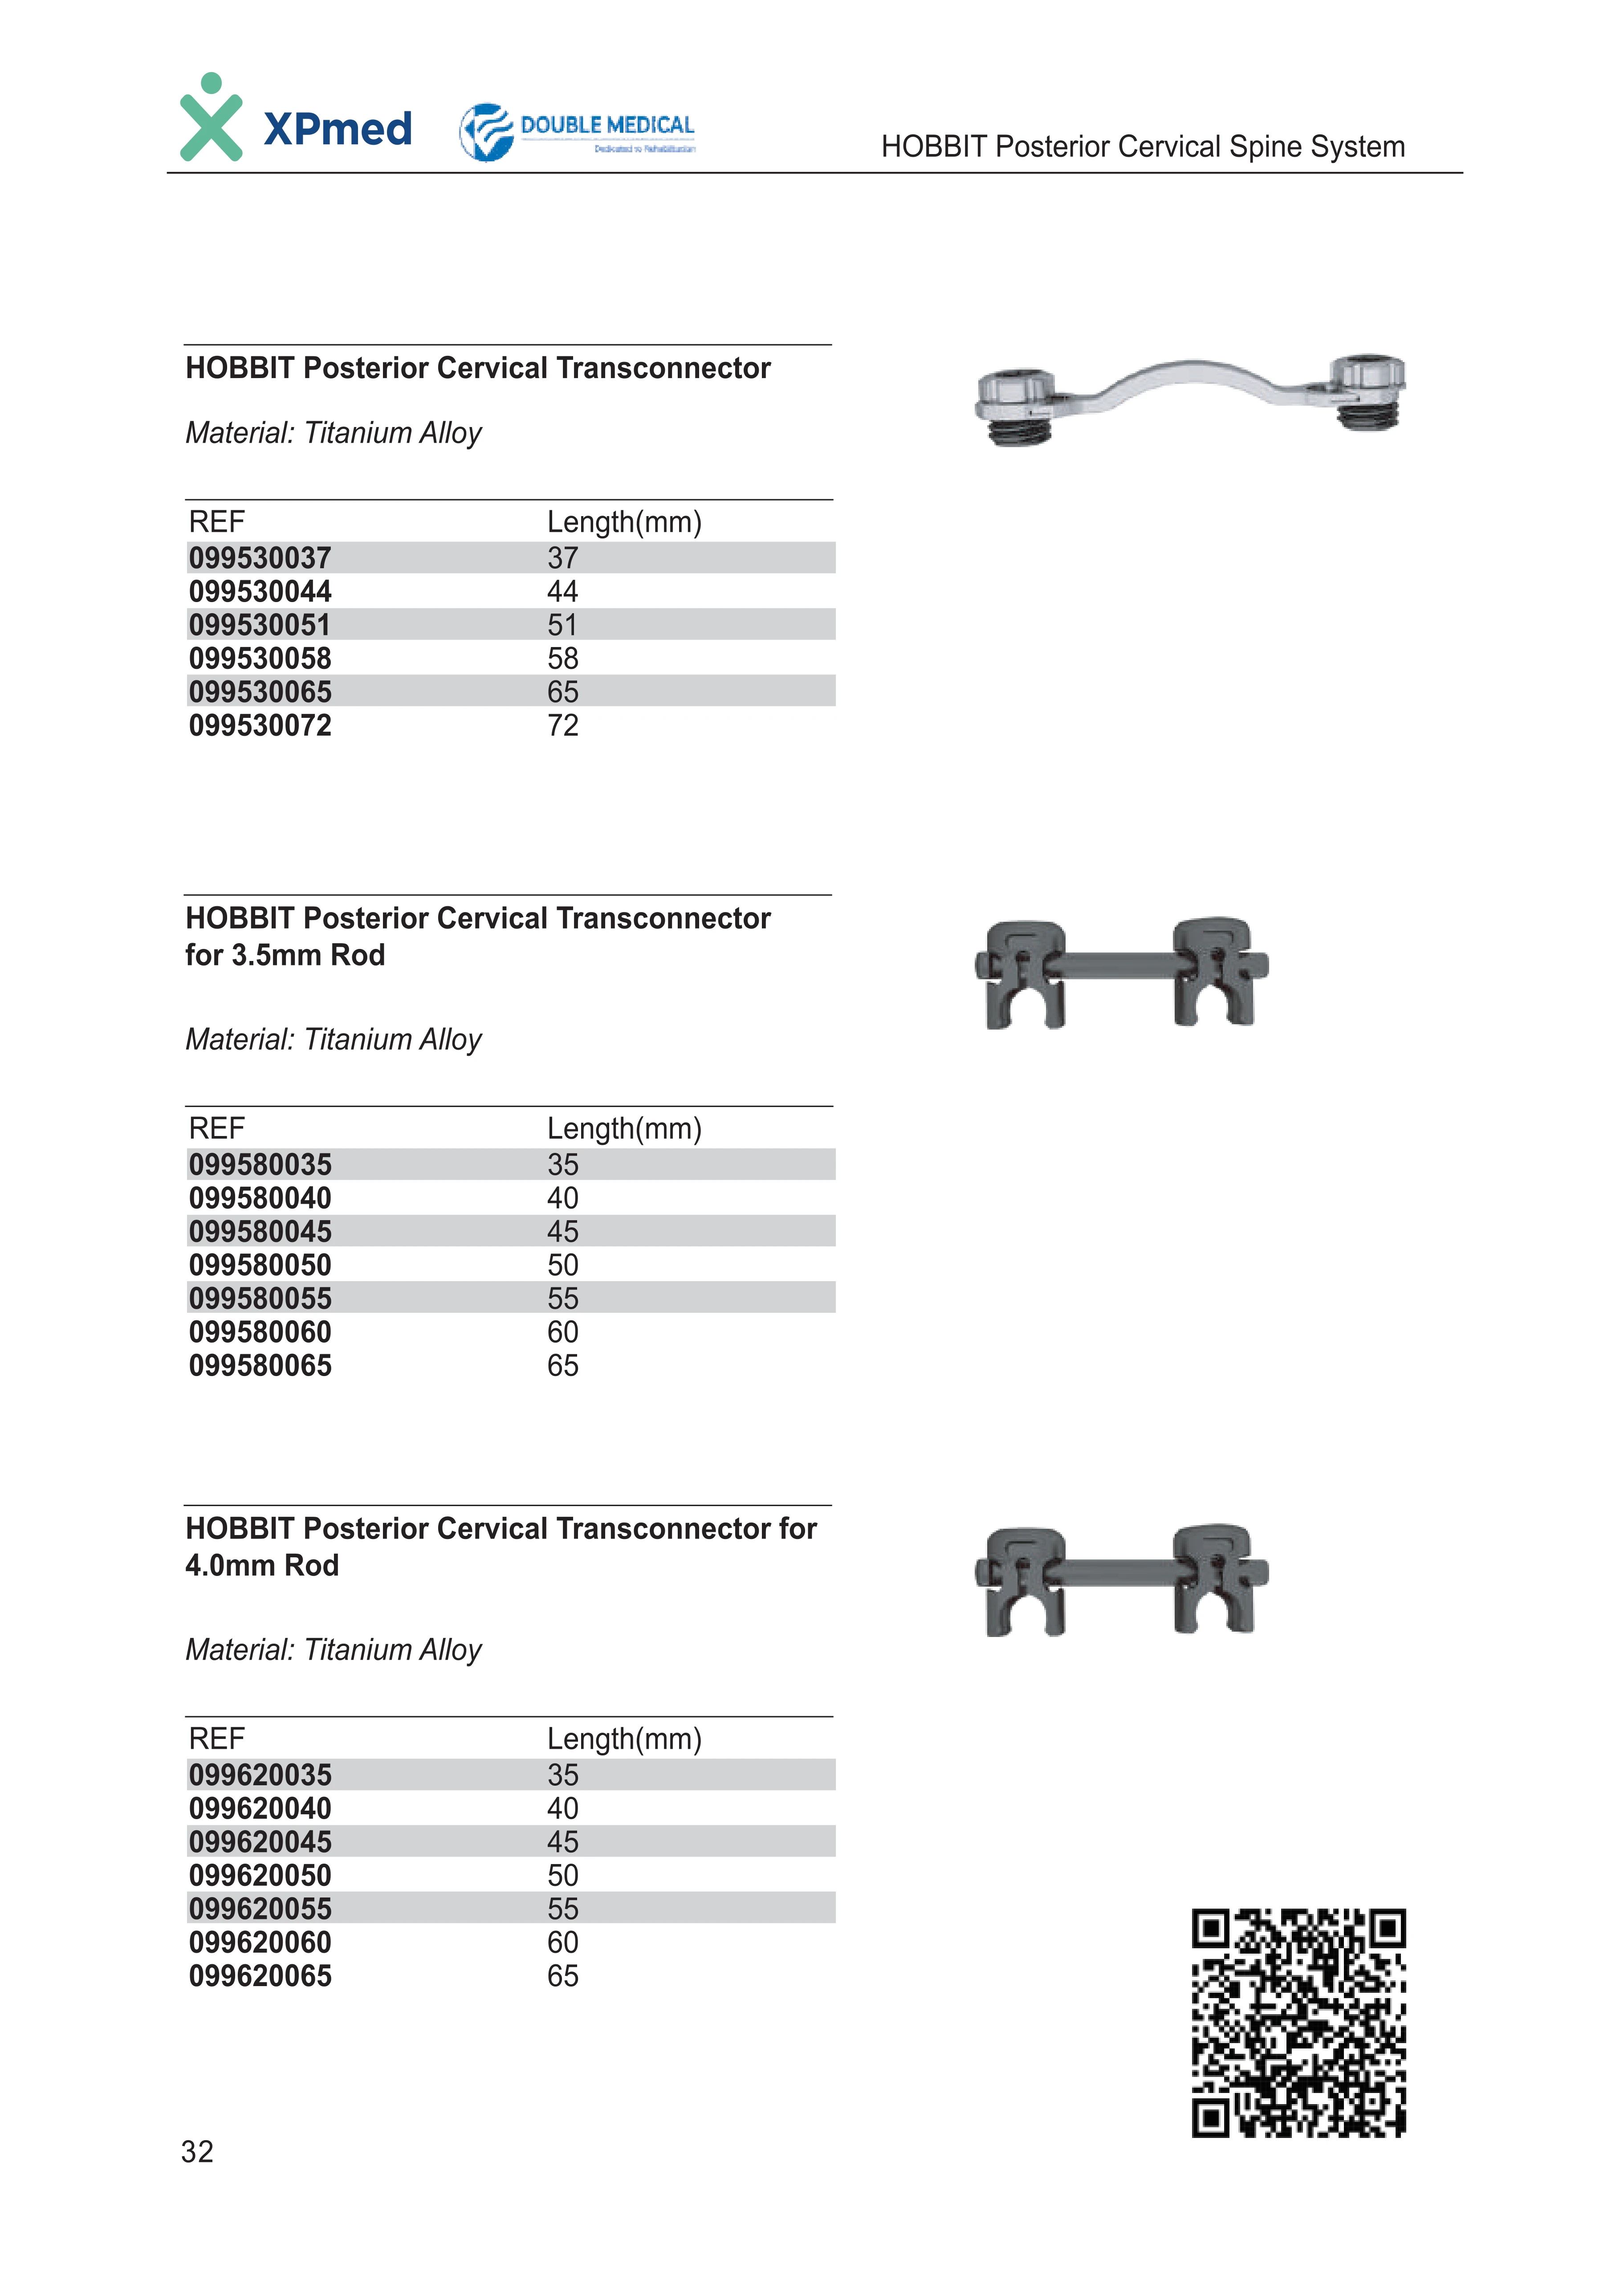 XPmed
DOUBLE MEDICAL
Dedicated to Rehabilitation
HOBBIT Posterior Cervical Spine System
HOBBIT Posterior Cervical Transconnector
Material: Titanium Alloy
REF Length(mm)
099530037 37
099530044 44
099530051 51
099530058 58
099530065 65
099530072 72
HOBBIT Posterior Cervical Transconnector
for 3.5mm Rod
Material: Titanium Alloy
REF Length(mm)
099580035 35
099580040 40
099580045 45
099580050 50
099580055 55
099580060 60
099580065 65
HOBBIT Posterior Cervical Transconnector for
4.0mm Rod
Material: Titanium Alloy
REF Length(mm)
099620035 35
099620040 40
099620045 45
099620050 50
099620055 55
099620060 60
099620065 65
32